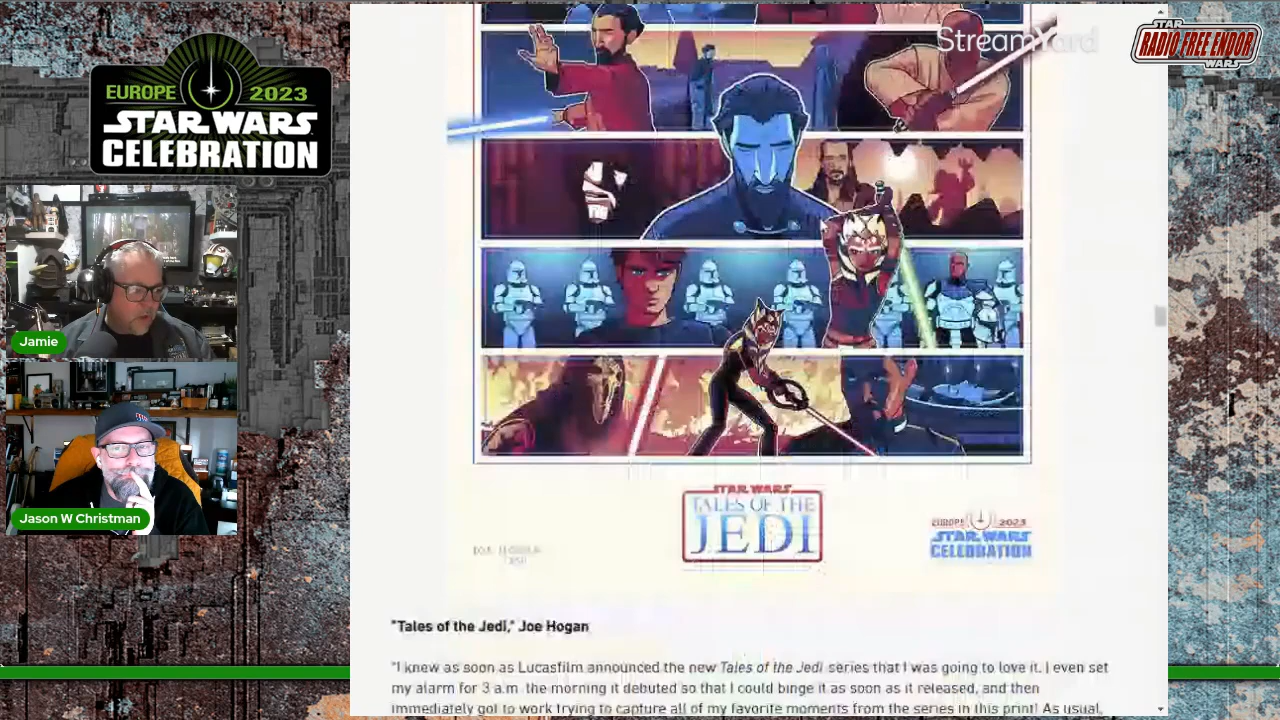 EUROPE 2023
STAR WARS
CELEBRATION
StreamYard
STAR
RADIO FREE ENDOR
WARS
Jamie
Jason W Christman
STAR WARS
TALES OF THE
JEDI
EUROPE 2023
STAR WARS
CELEBRATION
"Tales of the Jedi," Joe Hogan
"I knew as soon as Lucasfilm announced the new Tales of the Jedi series that I was going to love it. I even set
my alarm for 3 a.m. the morning it debuted so that I could binge it as soon as it released, and then
immediately got to work trying to capture all of my favorite moments from the series in this print! As usual,